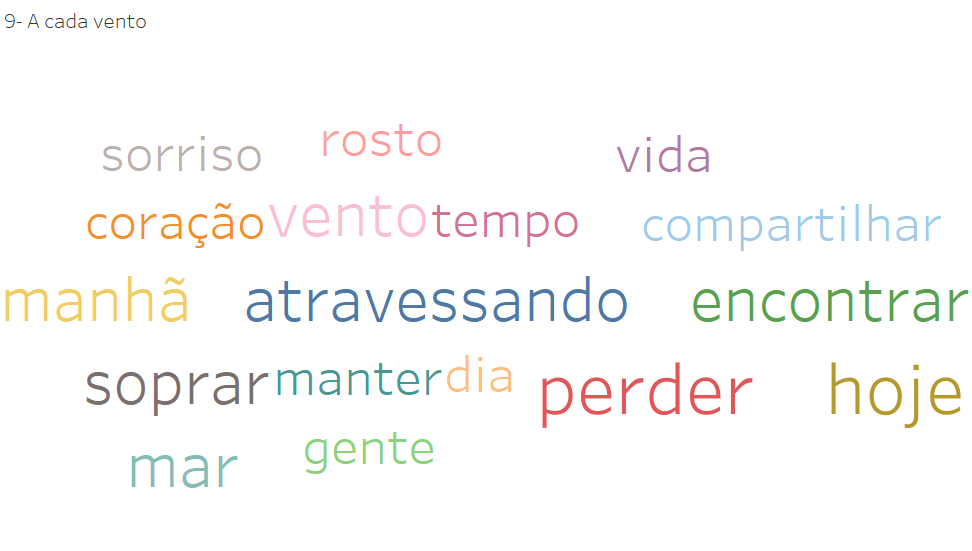 9- A cada vento
sorriso rosto vida
coração vento tempo compartilhar
manhã atravessando encontrar
soprar manter dia perder hoje
mar gente